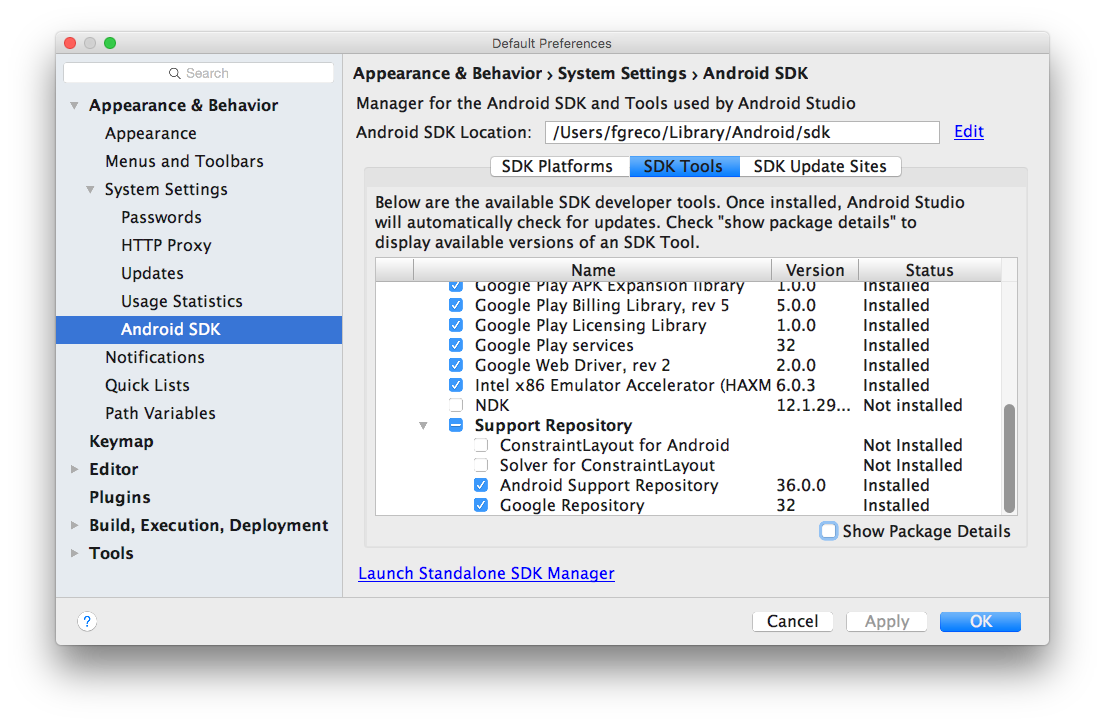 Default Preferences
Search
Appearance & Behavior
Appearance
Menus and Toolbars
System Settings
Passwords
HTTP Proxy
Updates
Usage Statistics
Android SDK
Notifications
Quick Lists
Path Variables
Keymap
Editor
Plugins
Build, Execution, Deployment
Tools
Appearance & Behavior › System Settings › Android SDK
Manager for the Android SDK and Tools used by Android Studio
Android SDK Location: /Users/fgreco/Library/Android/sdk Edit
SDK Platforms SDK Tools SDK Update Sites
Below are the available SDK developer tools. Once installed, Android Studio
will automatically check for updates. Check "show package details" to
display available versions of an SDK Tool.
Name Version Status
Google Play APK Expansion library 1.0.0 Installed
Google Play Billing Library, rev 5 5.0.0 Installed
Google Play Licensing Library 1.0.0 Installed
Google Play services 32 Installed
Google Web Driver, rev 2 2.0.0 Installed
Intel x86 Emulator Accelerator (HAXM 6.0.3 Installed
NDK 12.1.29... Not installed
Support Repository
ConstraintLayout for Android Not Installed
Solver for ConstraintLayout Not Installed
Android Support Repository 36.0.0 Installed
Google Repository 32 Installed
Show Package Details
Launch Standalone SDK Manager
? Cancel Apply OK